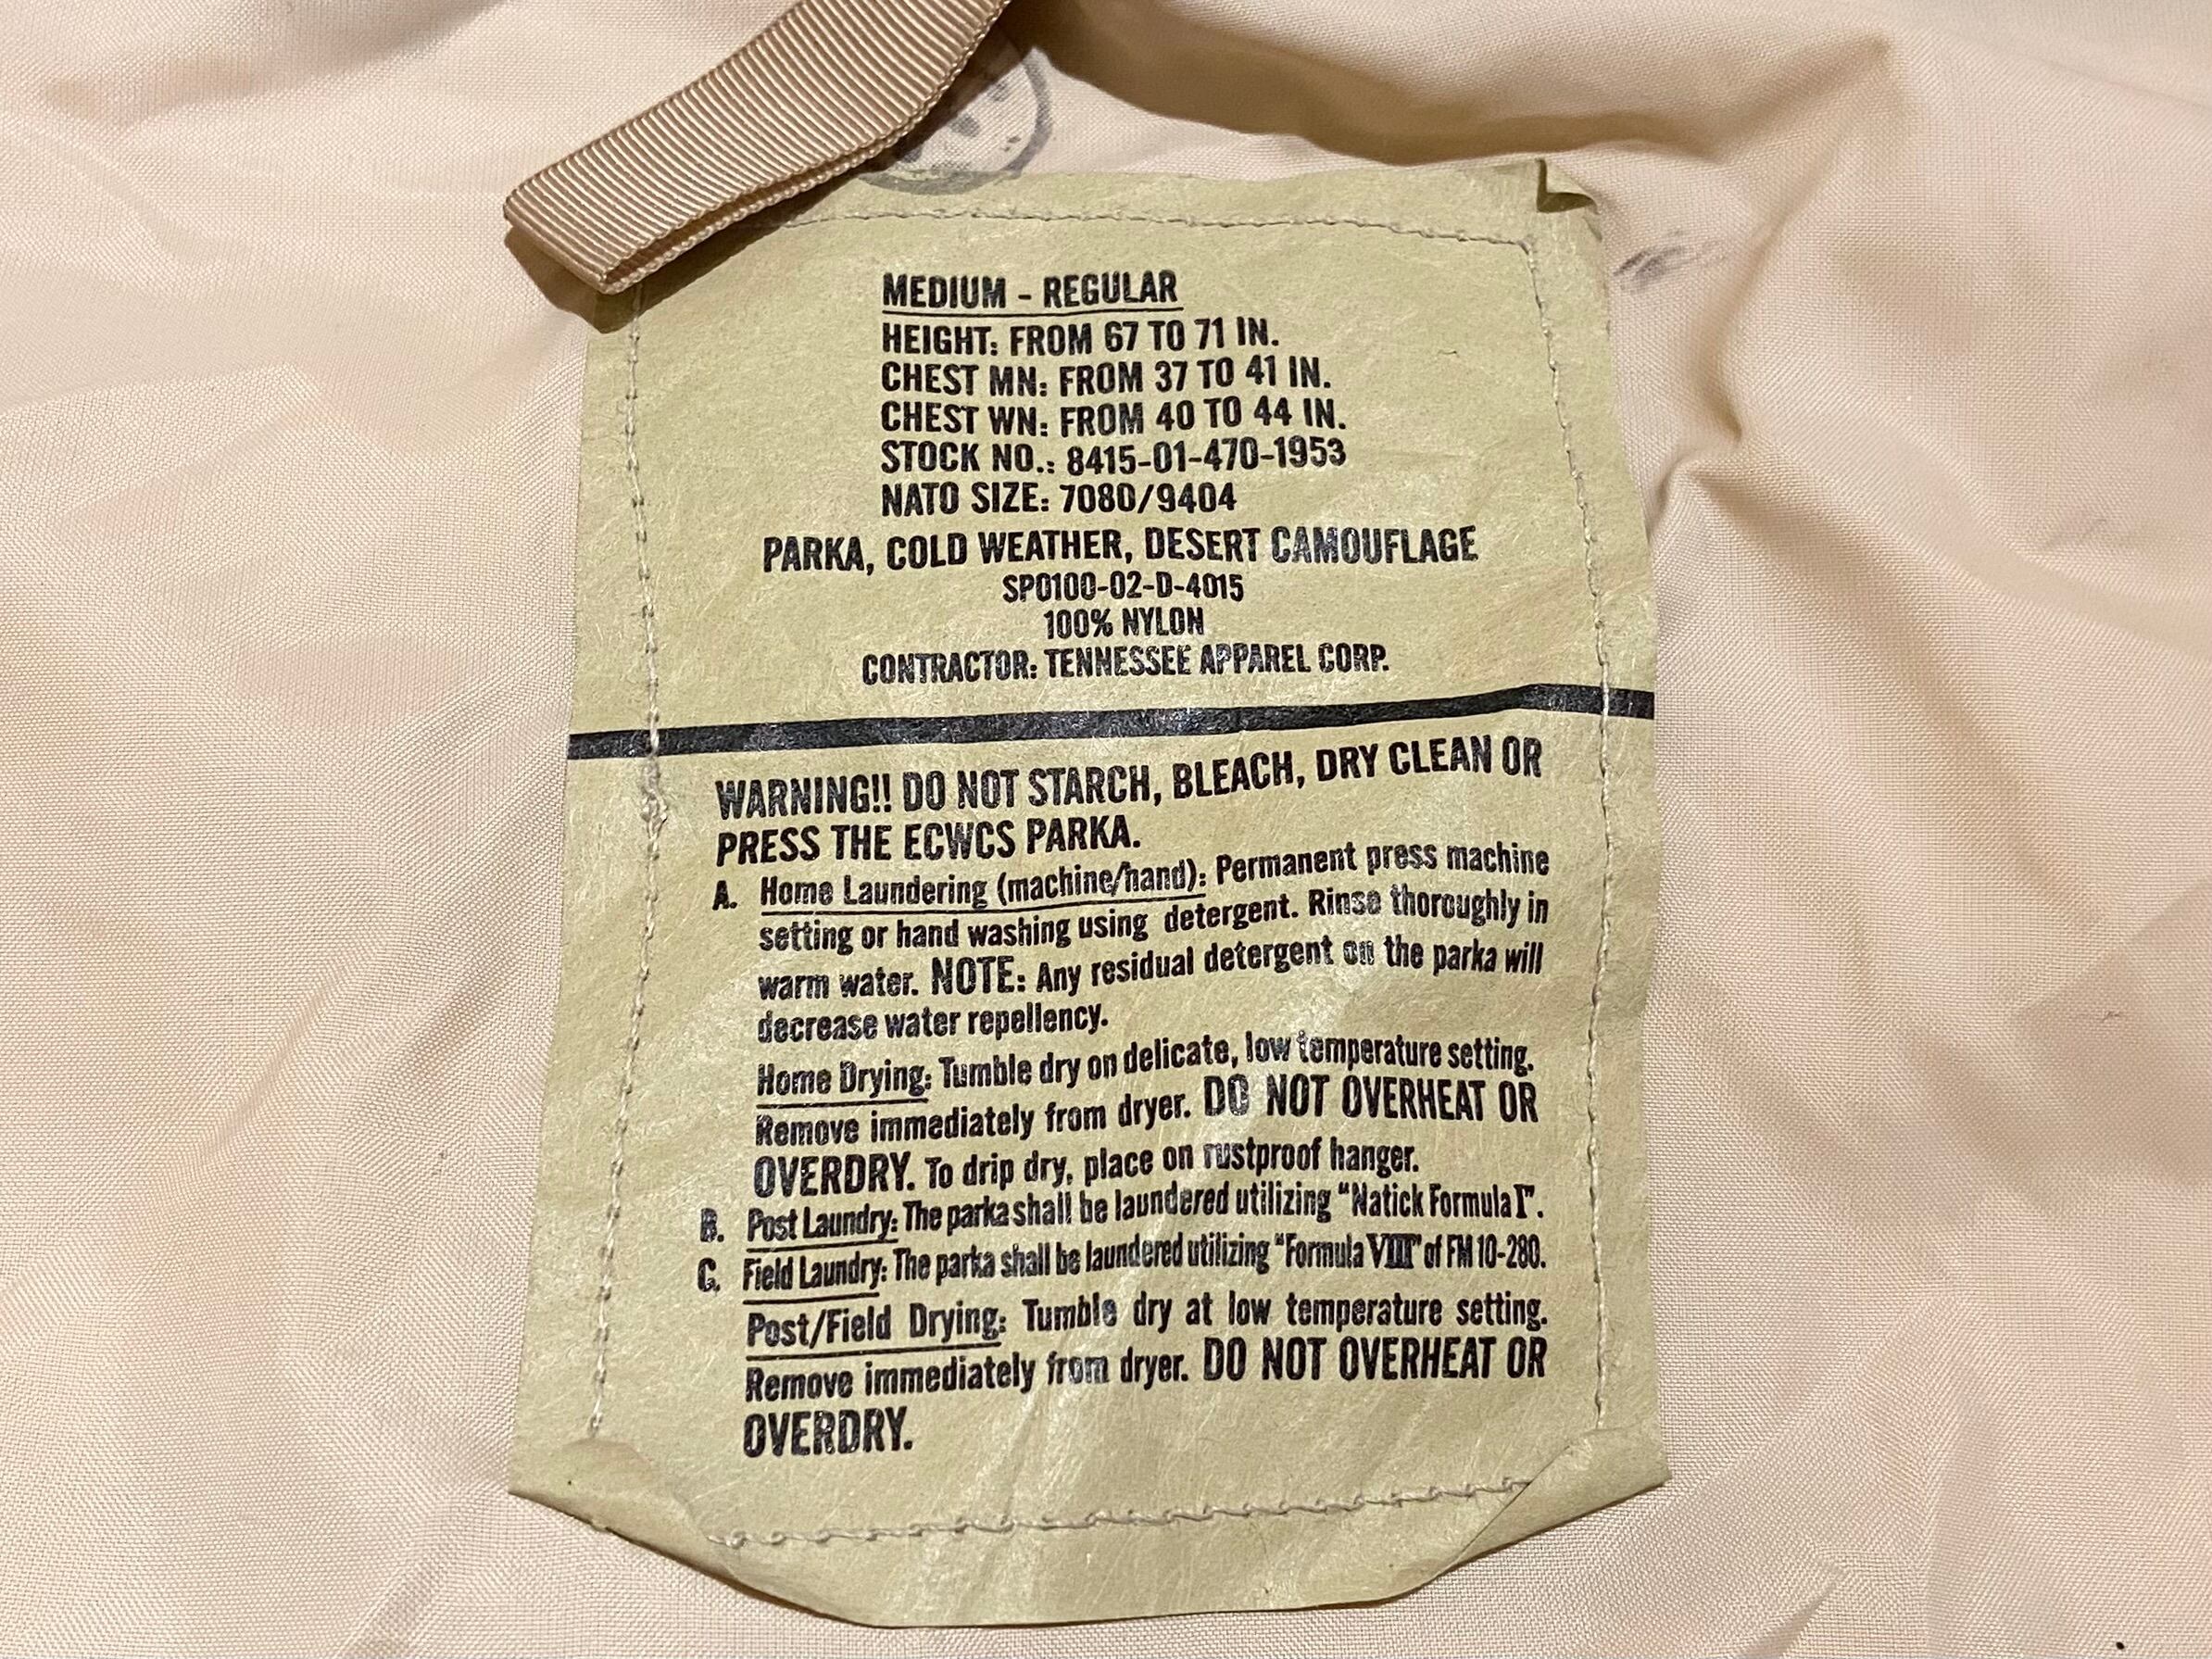 MEDIUM - REGULAR
HEIGHT: FROM 67 TO 71 IN.
CHEST MN: FROM 37 TO 41 IN.
CHEST WN: FROM 40 TO 44 IN.
STOCK NO.: 8415-01-470-1953
NATO SIZE: 7080/9404
PARKA, COLD WEATHER, DESERT CAMOUFLAGE
SP0100-02-D-4015
100% NYLON
CONTRACTOR: TENNESSEE APPAREL CORP.
WARNING!! DO NOT STARCH, BLEACH, DRY CLEAN OR
PRESS THE ECWCS PARKA.
A. Home Laundering (machine/hand): Permanent press machine
setting or hand washing using detergent. Rinse thoroughly in
warm water. NOTE: Any residual detergent on the parka will
decrease water repellency.
Home Drying: Tumble dry on delicate, low temperature setting.
Remove immediately from dryer. DO NOT OVERHEAT OR
OVERDRY. To drip dry, place on rustproof hanger.
B. Post Laundry: The parka shall be laundered utilizing "Natick Formula I".
C. Field Laundry: The parka shall be laundered utilizing "Formula VIII" of FM 10-280.
Post/Field Drying: Tumble dry at low temperature setting.
Remove immediately from dryer. DO NOT OVERHEAT OR
OVERDRY.